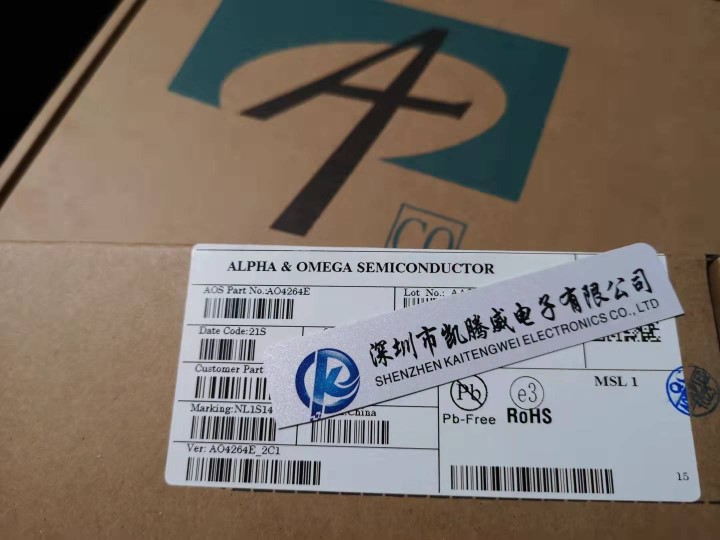 CO
ALPHA & OMEGA SEMICONDUCTOR
AOS Part No.:AO4264E
Lot No.:
Date Code:21S
深圳市凯腾威电子有限公司
SHENZHEN KAITENGWEI ELECTRONICS CO.,LTD
Customer Part
Marking:NL1S14
China
Pb
Pb-Free
e3
RoHS
MSL 1
Ver: AO4264E_2C1
15